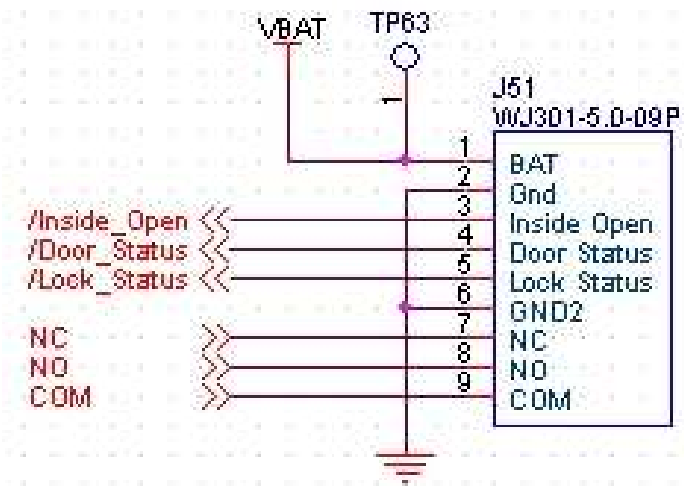 VBAT
TP63
1
J51
WJ301-5.0-09P
1 BAT
2 Gnd
/Inside_Open 3 Inside Open
/Door_Status 4 Door Status
/Lock_Status 5 Lock Status
6 GND2
NC 7 NC
NO 8 NO
COM 9 COM